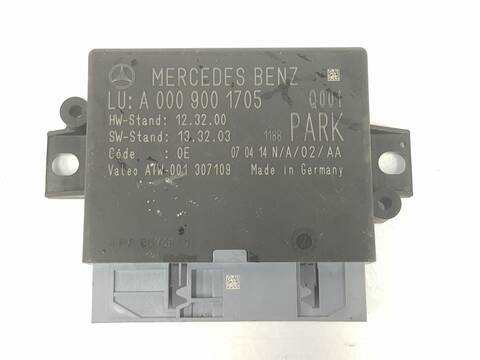 MERCEDES BENZ
LU: A 000 900 1705 Q001
HW-Stand: 12.32.00
SW-Stand: 13.32.03 1188 PARK
Code : 0E 07 04 14 N/A/02/AA
Valeo A7W-001 307109 Made in Germany